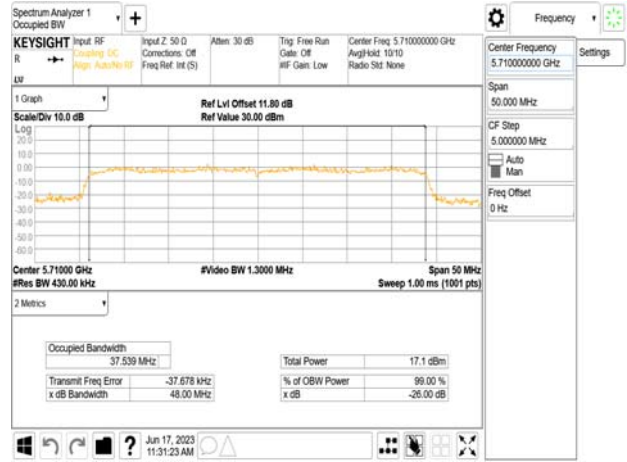 Spectrum Analyzer 1
Occupied BW
Frequency
KEYSIGHT
Input: RF
Coupling: DC
Align: Auto/No RF
Input Z: 50 Ω
Corrections: Off
Freq Ref: Int (S)
Atten: 30 dB
Trig: Free Run
Gate: Off
#IF Gain: Low
Center Freq: 5.710000000 GHz
Avg|Hold: 10/10
Radio Std: None
R
LXI
Center Frequency
5.710000000 GHz
Settings
Span
50.000 MHz
CF Step
5.000000 MHz
Auto
Man
Freq Offset
0 Hz
1 Graph
Ref Lvl Offset 11.80 dB
Scale/Div 10.0 dB
Ref Value 30.00 dBm
Log
20.0
10.0
0.00
-10.0
-20.0
-30.0
-40.0
-50.0
-60.0
Center 5.71000 GHz
#Video BW 1.3000 MHz
Span 50 MHz
#Res BW 430.00 kHz
Sweep 1.00 ms (1001 pts)
2 Metrics
Occupied Bandwidth
37.539 MHz
Total Power
17.1 dBm
Transmit Freq Error
-37.678 kHz
% of OBW Power
99.00 %
x dB Bandwidth
48.00 MHz
x dB
-26.00 dB
?
Jun 17, 2023
11:31:23 AM